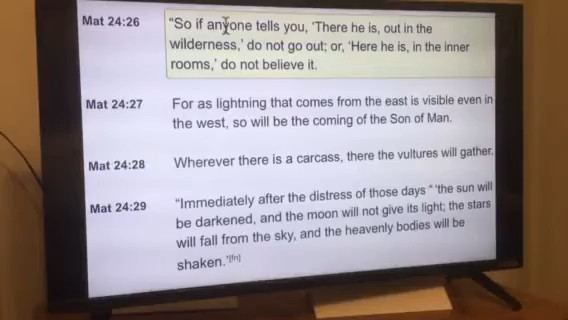 Mat 24:26 "So if anyone tells you, 'There he is, out in the
wilderness,' do not go out; or, 'Here he is, in the inner
rooms,' do not believe it.
Mat 24:27 For as lightning that comes from the east is visible even in
the west, so will be the coming of the Son of Man.
Mat 24:28 Wherever there is a carcass, there the vultures will gather.
Mat 24:29 "Immediately after the distress of those days " 'the sun will
be darkened, and the moon will not give its light; the stars
will fall from the sky, and the heavenly bodies will be
shaken.'[fn]